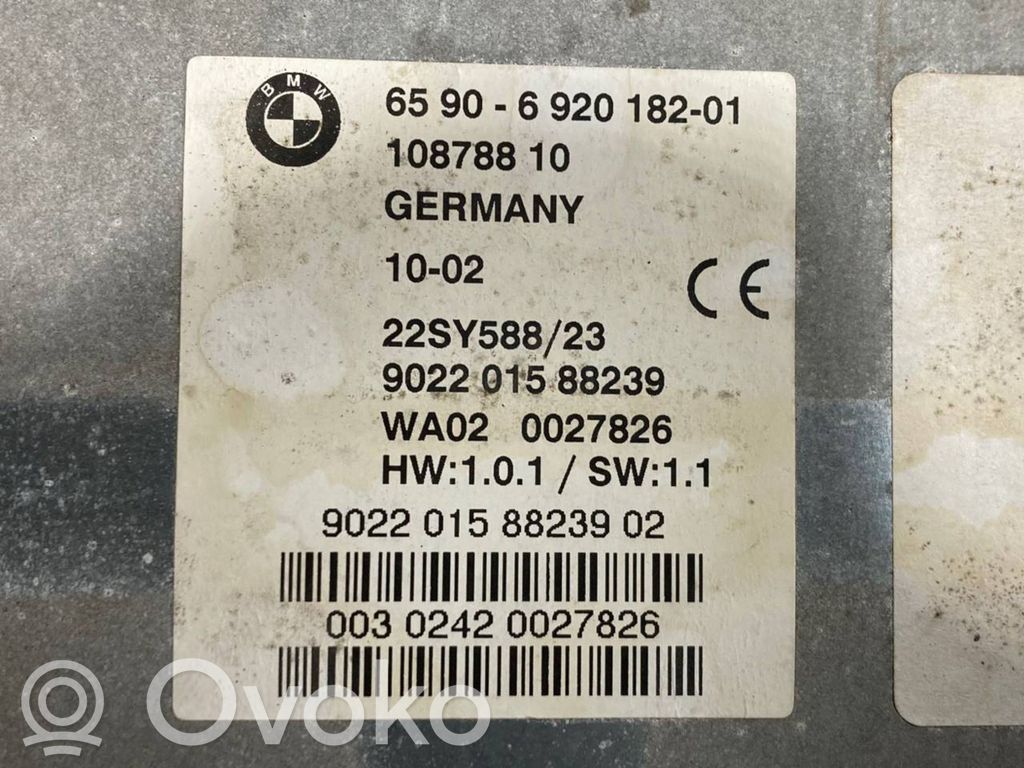 BMW
65 90 - 6 920 182-01
108788 10
GERMANY
10-02
CE
22SY588/23
9022 015 88239
WA02 0027826
HW:1.0.1 / SW:1.1
9022 015 88239 02
003 0242 0027826
Ovoko